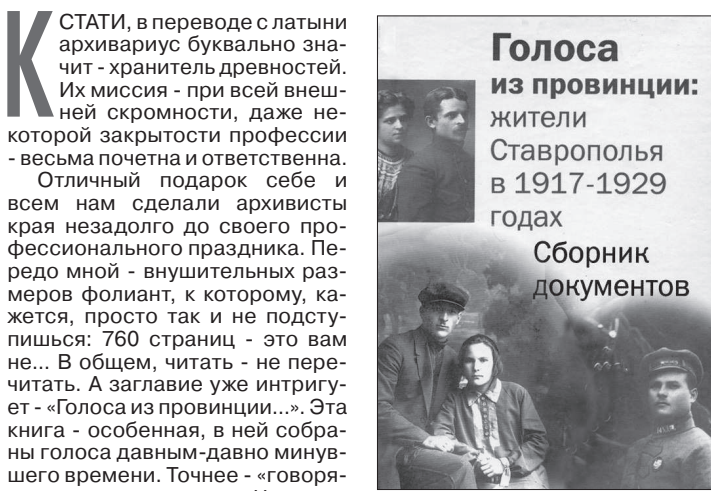 КСТАТИ, в переводе с латыни
архивариус буквально зна-
чит - хранитель древностей.
Их миссия - при всей внеш-
ней скромности, даже не-
которой закрытости профессии
- весьма почетна и ответственна.
Отличный подарок себе и
всем нам сделали архивисты
края незадолго до своего про-
фессионального праздника. Пе-
редо мной - внушительных раз-
меров фолиант, к которому, ка-
жется, просто так и не подсту-
пишься: 760 страниц - это вам
не... В общем, читать - не пере-
читать. А заглавие уже интригу-
ет - «Голоса из провинции...». Эта
книга - особенная, в ней собра-
ны голоса давным-давно минув-
шего времени. Точнее - «говоря-
Голоса
из провинции:
жители
Ставрополья
в 1917-1929
годах
Сборник
документов